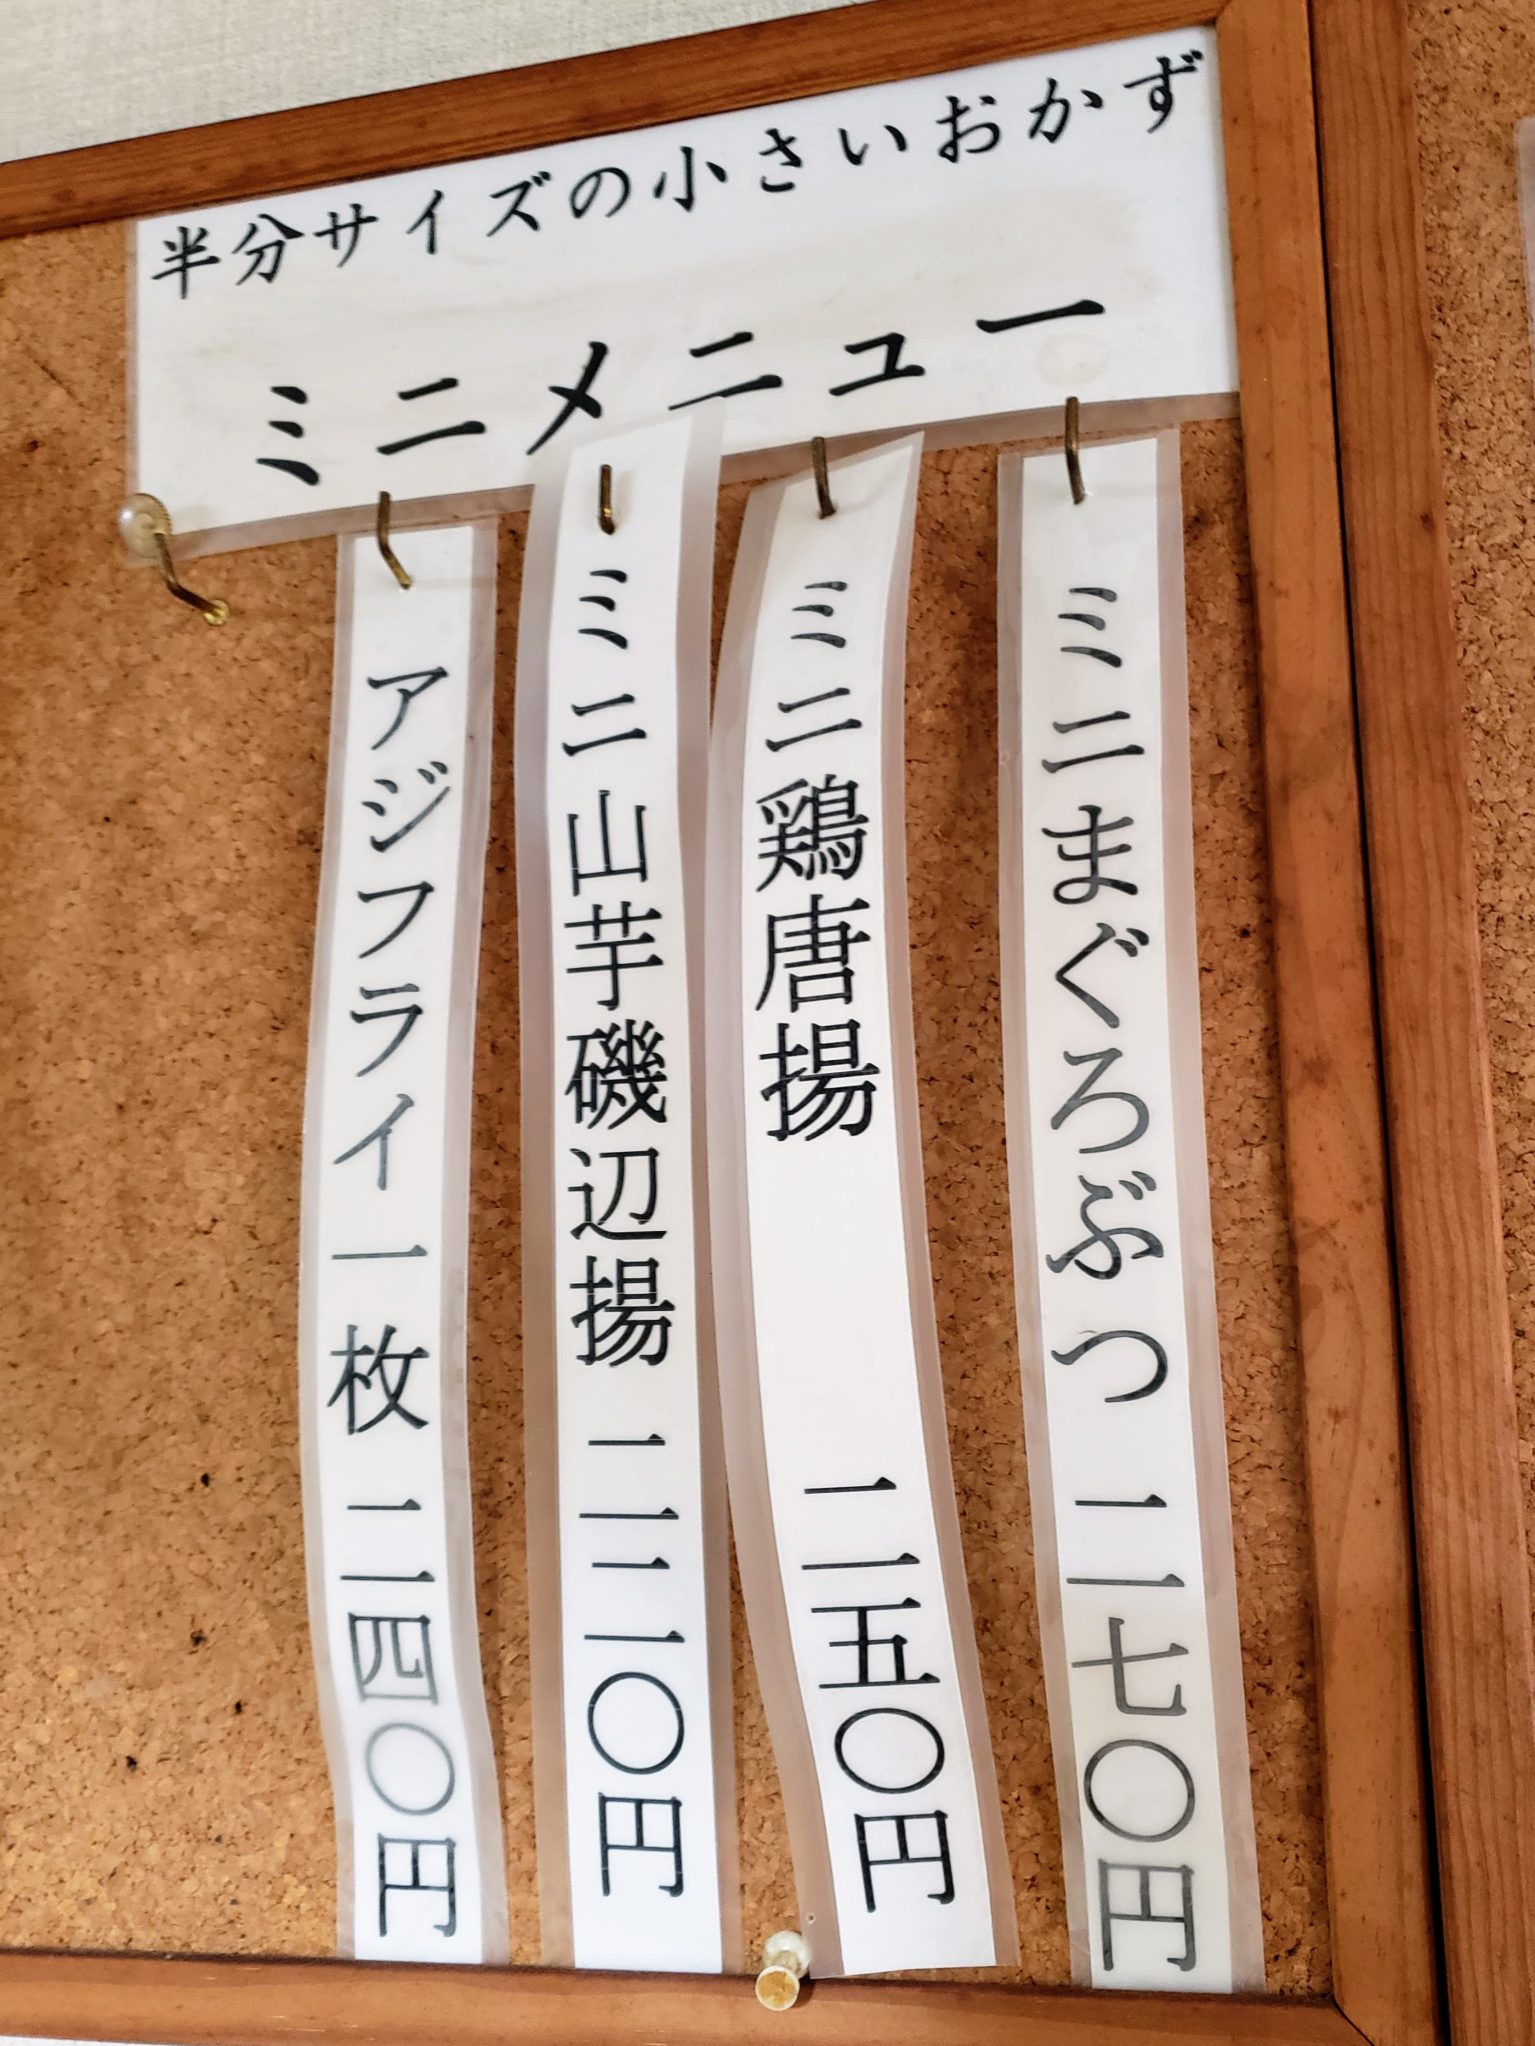 半分サイズの小さいおかず
ミニメニュー
ミニまぐろぶつ 二七〇円
ミニ鶏唐揚 二五〇円
ミニ山芋磯辺揚 二二〇円
アジフライ一枚 二四〇円